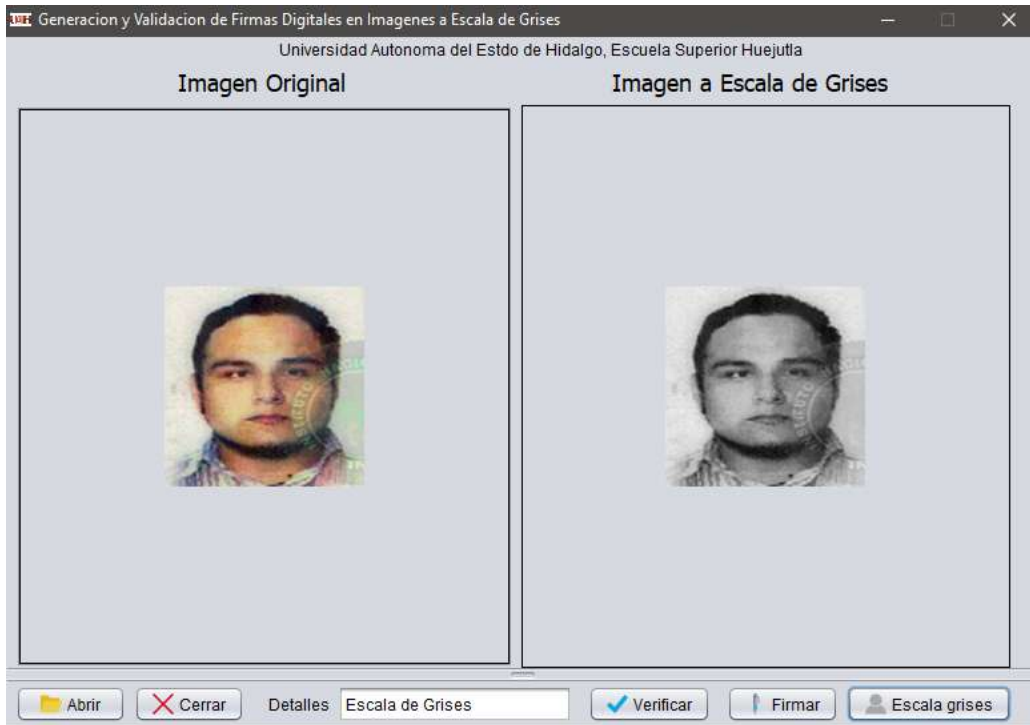 Generacion y Validacion de Firmas Digitales en Imagenes a Escala de Grises
Universidad Autonoma del Estdo de Hidalgo, Escuela Superior Huejutla
Imagen Original
Imagen a Escala de Grises
Abrir
Cerrar
Detalles
Escala de Grises
Verificar
Firmar
Escala grises